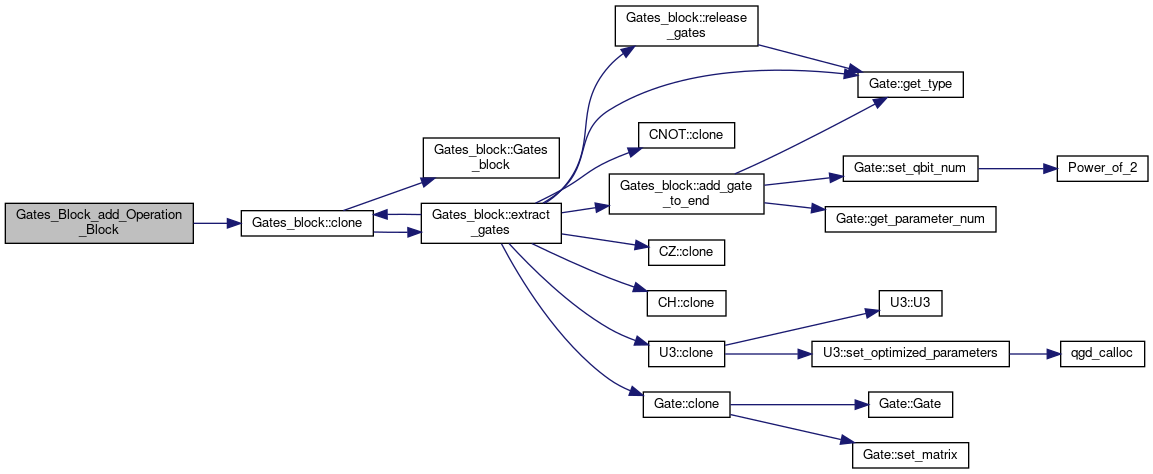 Gates_block::release
_gates
Gate::get_type
CNOT::clone
Gates_block::Gates
_block
Gate::set_qbit_num
Power_of_2
Gates_block::add_gate
_to_end
Gates_Block_add_Operation
_Block
Gates_block::clone
Gates_block::extract
_gates
Gate::get_parameter_num
CZ::clone
CH::clone
U3::U3
U3::clone
U3::set_optimized_parameters
qgd_calloc
Gate::clone
Gate::Gate
Gate::set_matrix